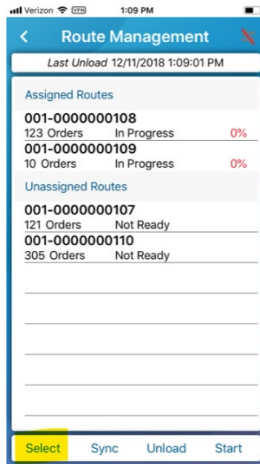 Verizon VPN 1:09 PM
Route Management
Last Unload 12/11/2018 1:09:01 PM
Assigned Routes
001-0000000108
123 Orders In Progress 0%
001-0000000109
10 Orders In Progress 0%
Unassigned Routes
001-0000000107
121 Orders Not Ready
001-0000000110
305 Orders Not Ready
Select Sync Unload Start